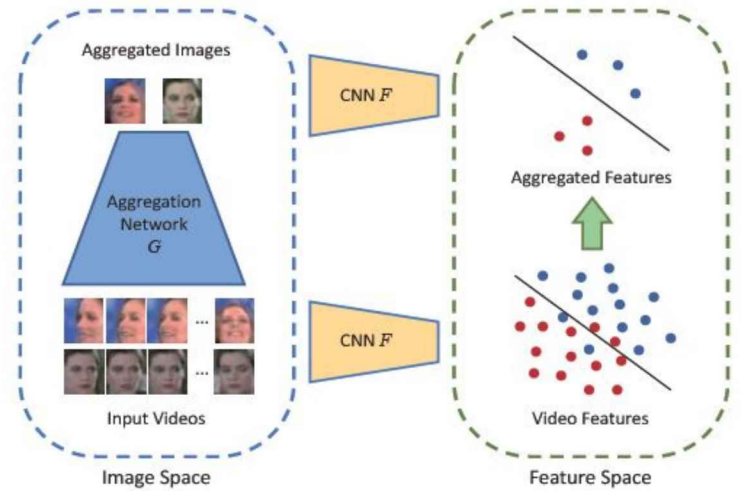 Aggregated Images
CNN F
Aggregated Features
Aggregation
Network
G
...
...
CNN F
Input Videos
Video Features
Image Space
Feature Space